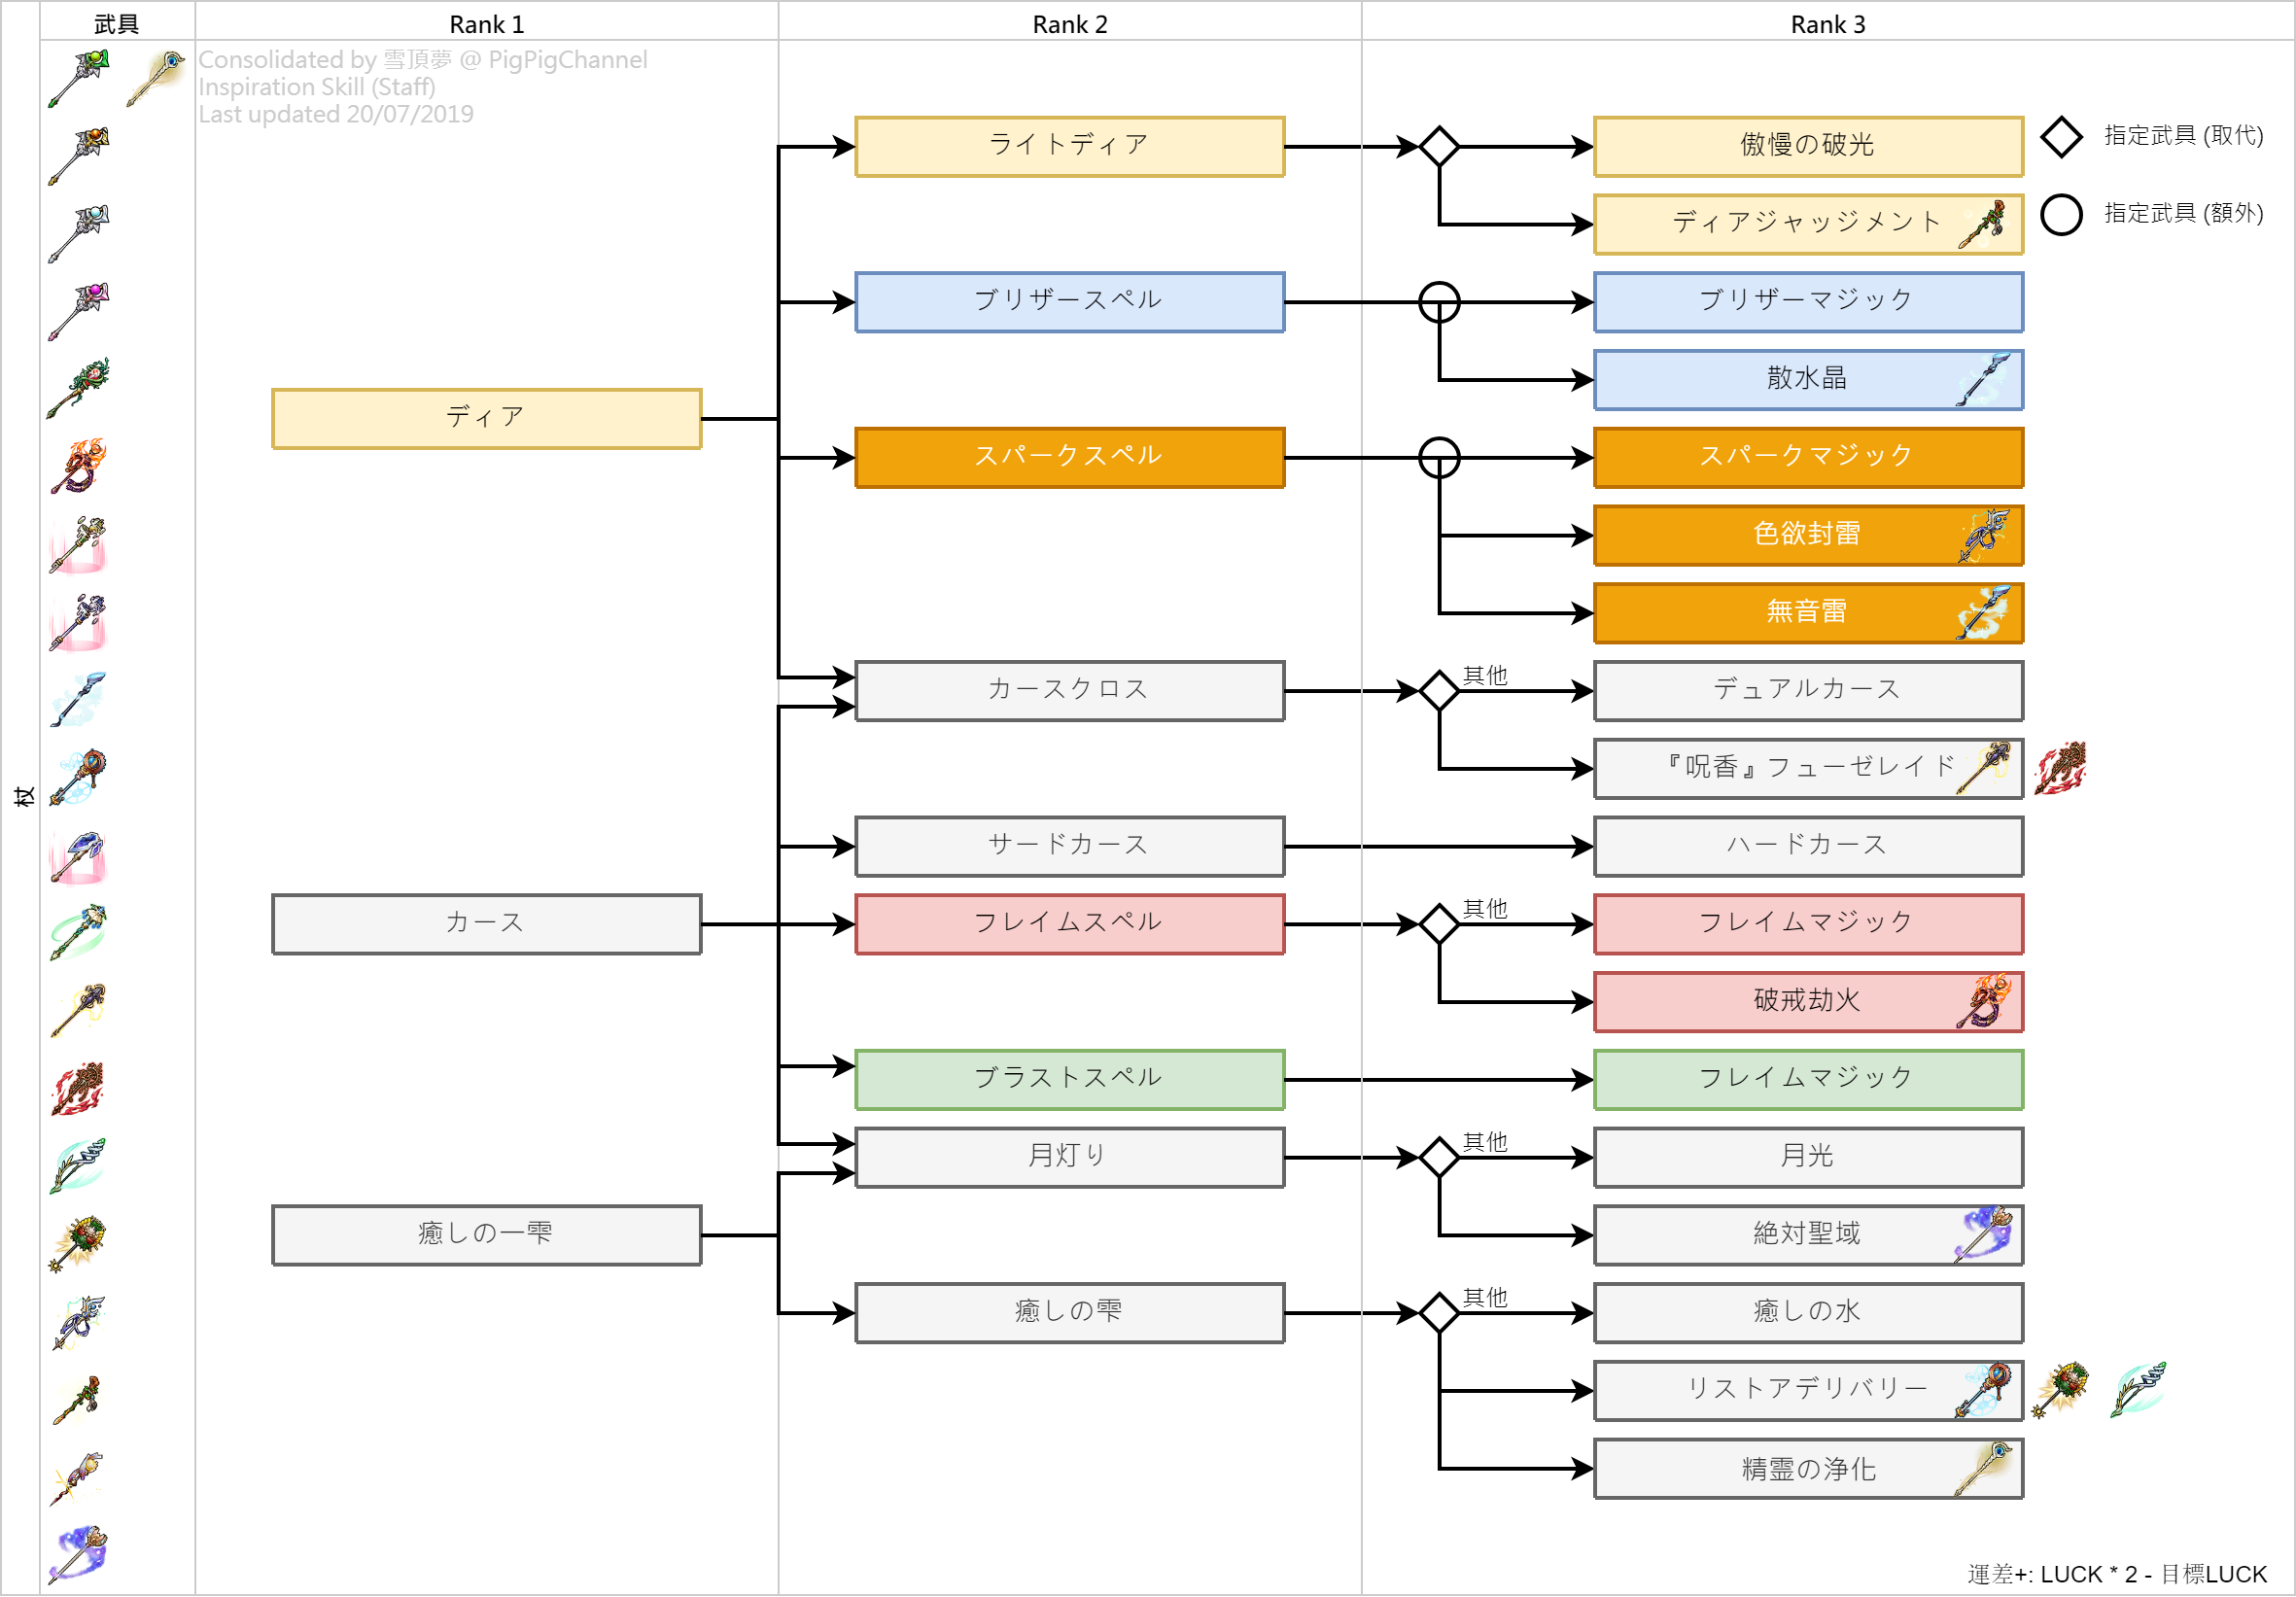 武具
Rank 1
Rank 2
Rank 3
Consolidated by 雪頂夢 @ PigPigChannel
Inspiration Skill (Staff)
Last updated 20/07/2019
ライトディア
傲慢の破光
指定武具 (取代)
ディアジャッジメント
指定武具 (額外)
ブリザースペル
ブリザーマジック
散水晶
ディア
スパークスペル
スパークマジック
色欲封雷
無音雷
カースクロス
其他
デュアルカース
『呪香』フューゼレイド
杖
サードカース
ハードカース
カース
フレイムスペル
其他
フレイムマジック
破戒劫火
ブラストスペル
フレイムマジック
月灯り
其他
月光
癒しの一雫
絶対聖域
癒しの雫
其他
癒しの水
リストアデリバリー
精霊の浄化
運差+: LUCK * 2 - 目標LUCK